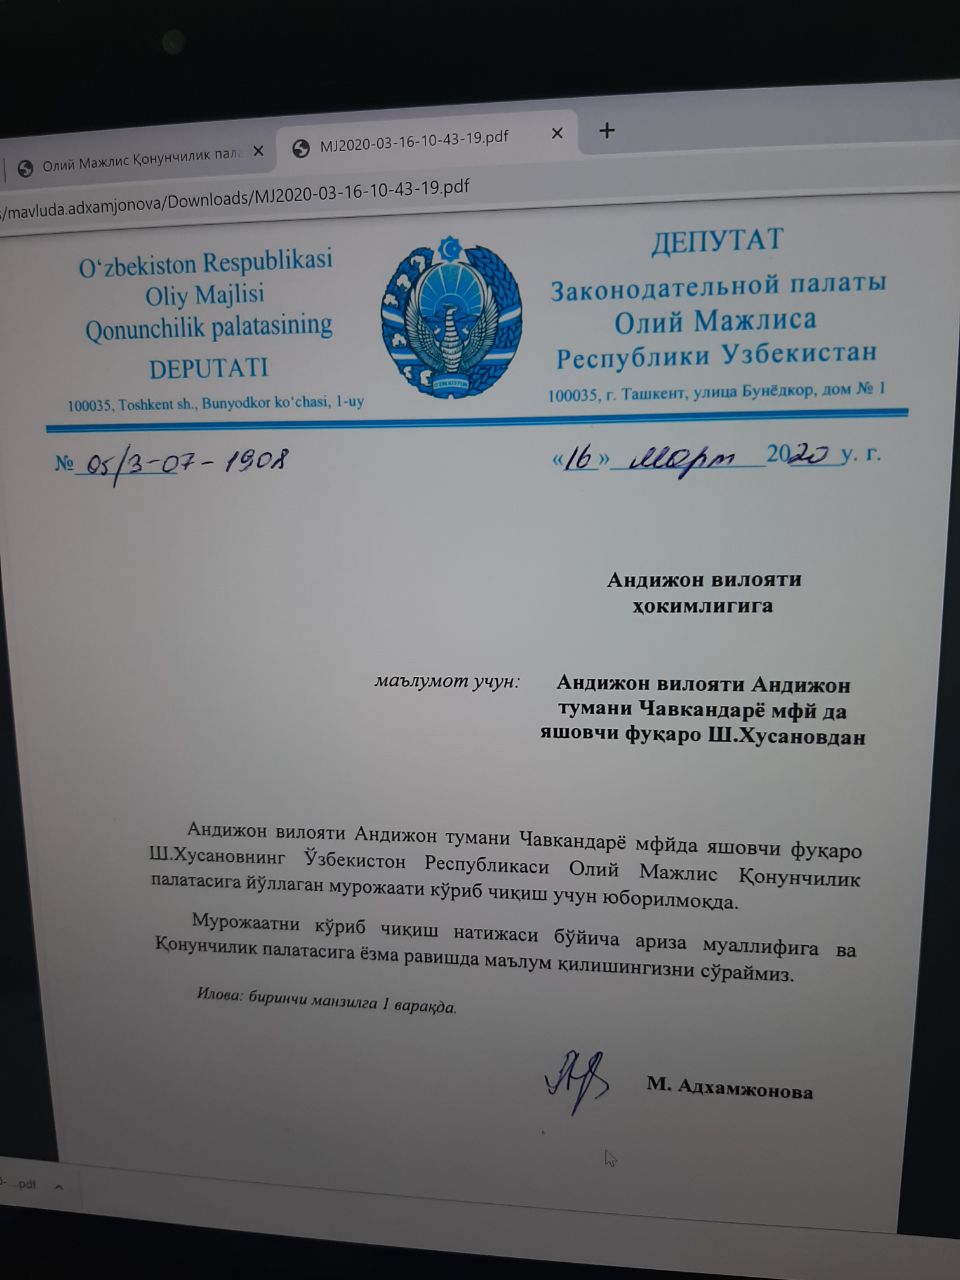 Олий Мажлис Қонунчилик пал
MJ2020-03-16-10-43-19.pdf
/mavluda.adxamjonova/Downloads/MJ2020-03-16-10-43-19.pdf
O‘zbekiston Respublikasi
Oliy Majlisi
Qonunchilik palatasining
DEPUTATI
100035, Toshkent sh., Bunyodkor ko‘chasi, 1-uy
ДЕПУТАТ
Законодательной палаты
Олий Мажлиса
Республики Узбекистан
100035, г. Ташкент, улица Бунёдкор, дом № 1
№ 05/3-07-1908
«16» Март 2020 у. г.
Андижон вилояти
ҳокимлигига
маълумот учун:
Андижон вилояти Андижон
тумани Чавкандарё мфй да
яшовчи фуқаро Ш.Хусановдан
Андижон вилояти Андижон тумани Чавкандарё мфйда яшовчи фуқаро
Ш.Хусановнинг Ўзбекистон Республикаси Олий Мажлис Қонунчилик
палатасига йўллаган мурожаати кўриб чиқиш учун юборилмоқда.
Мурожаатни кўриб чиқиш натижаси бўйича ариза муаллифига ва
Қонунчилик палатасига ёзма равишда маълум қилишингизни сўраймиз.
Илова: биринчи манзилга 1 варақда.
М. Адхамжонова
...pdf